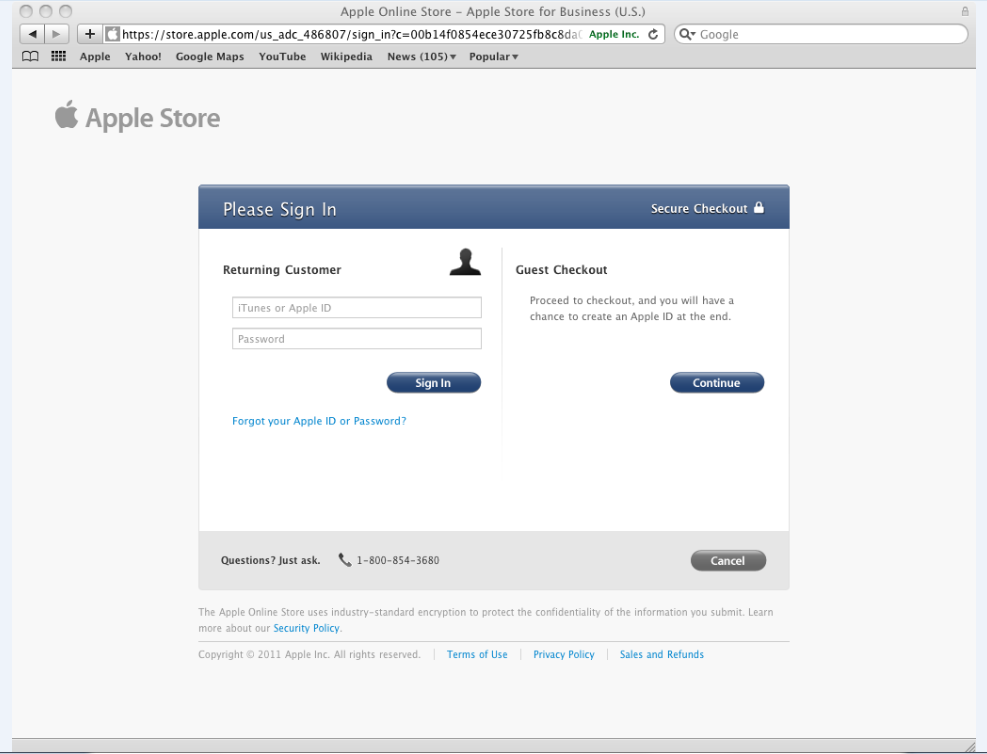 Apple Online Store – Apple Store for Business (U.S.)
https://store.apple.com/us_adc_486807/sign_in?c=00b14f0854ece30725fb8c8da0 Apple Inc. Google
Apple Yahoo! Google Maps YouTube Wikipedia News (105) Popular
Apple Store
Please Sign In Secure Checkout
Returning Customer Guest Checkout
iTunes or Apple ID
Proceed to checkout, and you will have a
chance to create an Apple ID at the end.
Password
Sign In Continue
Forgot your Apple ID or Password?
Questions? Just ask. 1-800-854-3680 Cancel
The Apple Online Store uses industry-standard encryption to protect the confidentiality of the information you submit. Learn
more about our Security Policy.
Copyright © 2011 Apple Inc. All rights reserved. | Terms of Use | Privacy Policy | Sales and Refunds